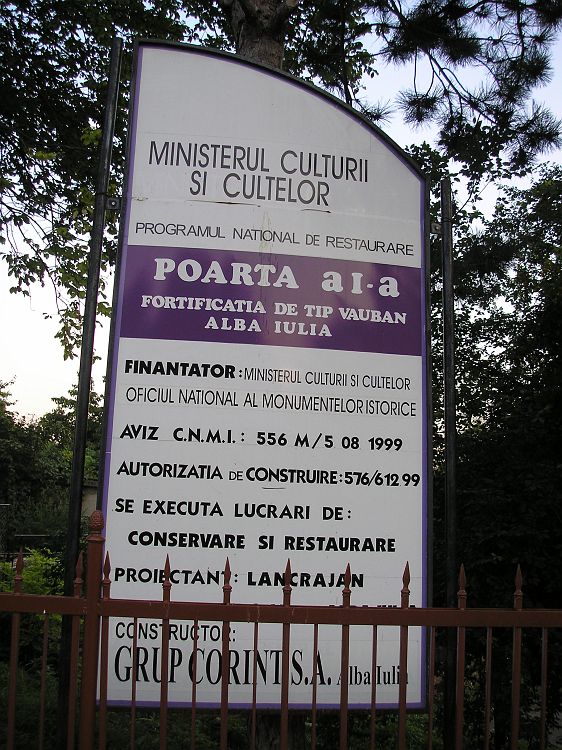 MINISTERUL CULTURII
SI CULTELOR
PROGRAMUL NATIONAL DE RESTAURARE
POARTA aI-a
FORTIFICATIA DE TIP VAUBAN
ALBA IULIA
FINANTATOR: MINISTERUL CULTURII SI CULTELOR
OFICIUL NATIONAL AL MONUMENTELOR ISTORICE
AVIZ C.N.M.I.: 556 M/5 08 1999
AUTORIZATIA DE CONSTRUIRE: 576/612 99
SE EXECUTA LUCRARI DE:
CONSERVARE SI RESTAURARE
PROIECTANT: LANCRAJAN
CONSTRUCTOR:
GRUP CORINT S.A. Alba Iulia